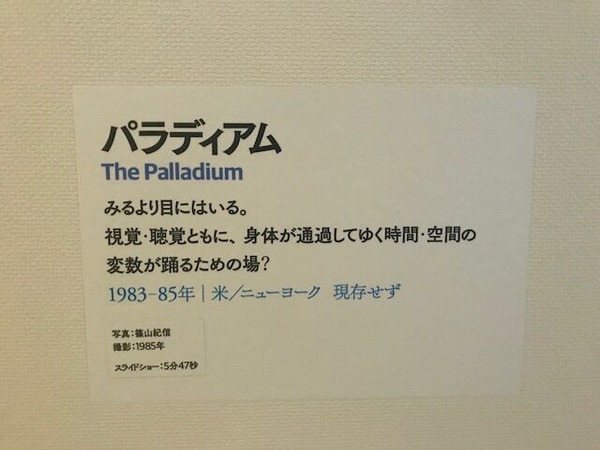 パラディアム
The Palladium
みるより目にはいる。
視覚・聴覚ともに、身体が通過してゆく時間・空間の
変数が踊るための場?
1983-85年｜米/ニューヨーク 現存せず
写真:篠山紀信
撮影:1985年
スライドショー:5分47秒